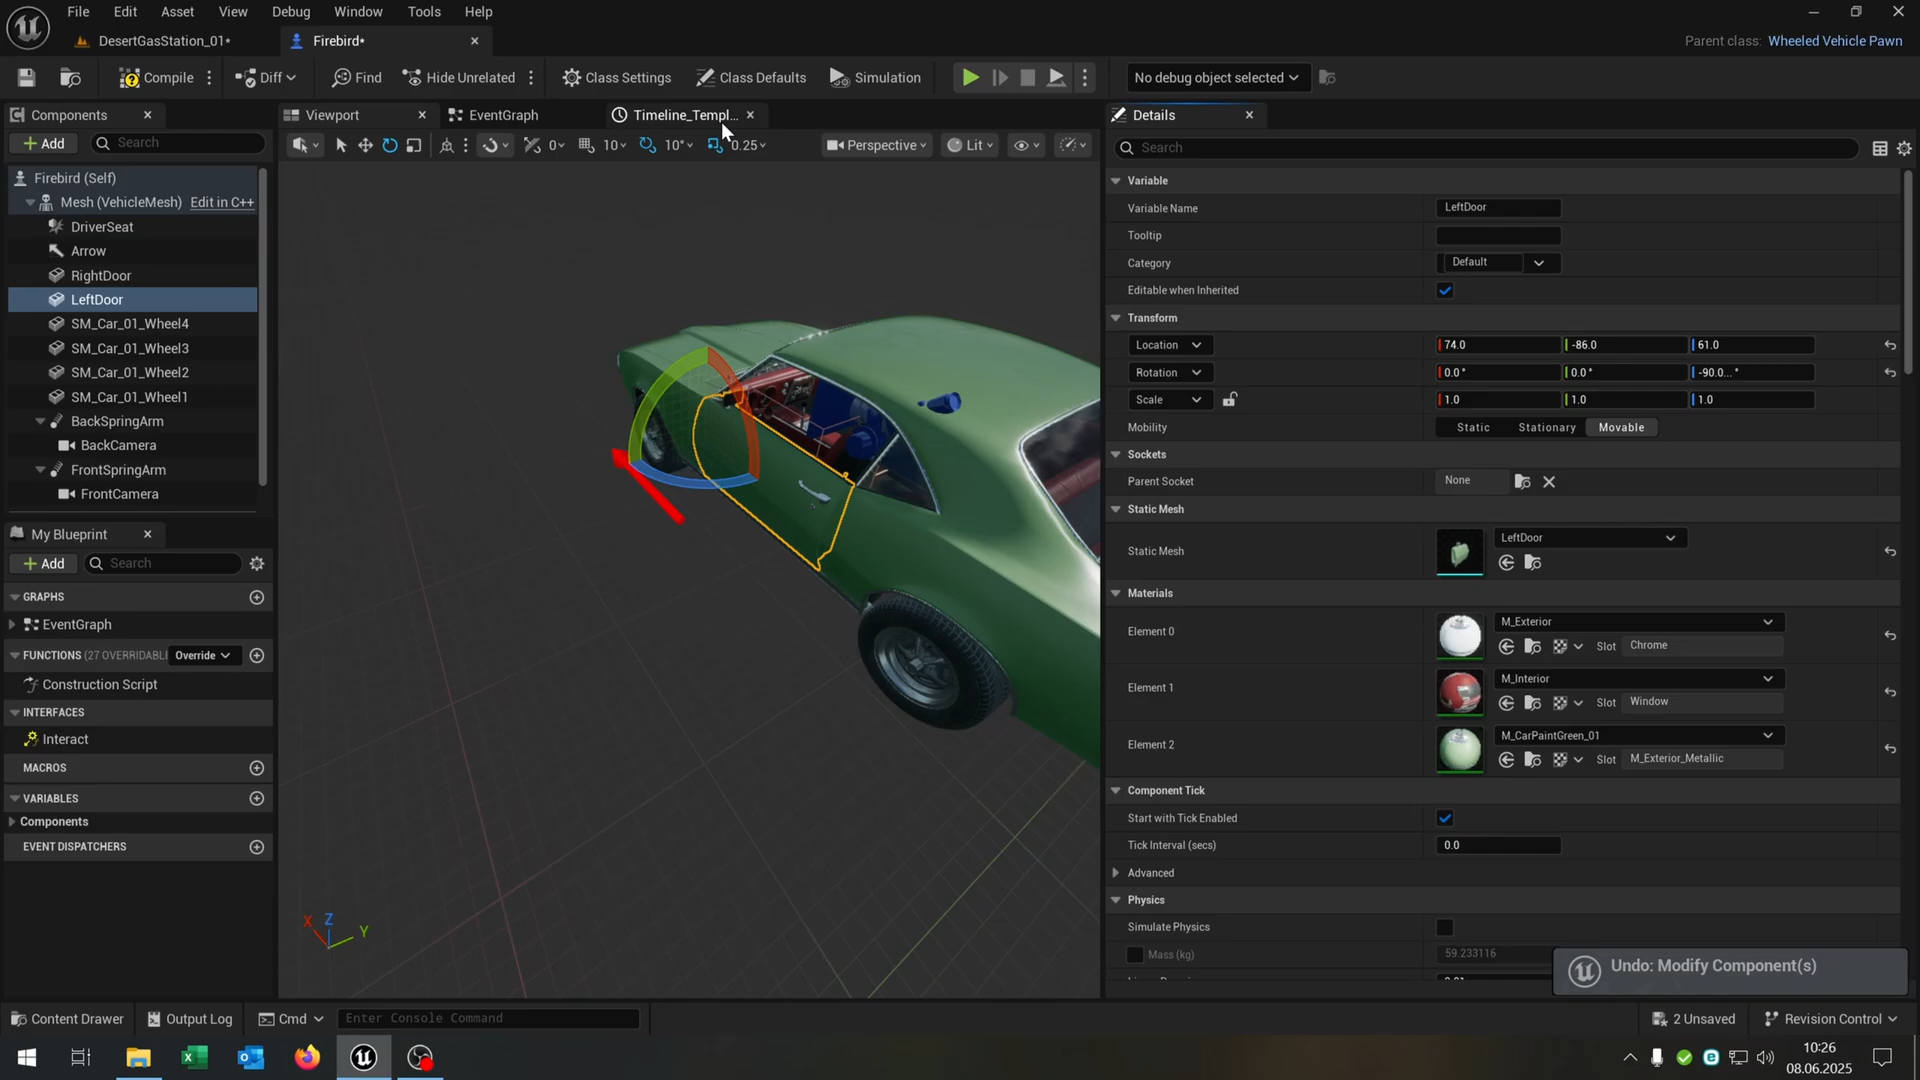 File Edit Asset View Debug Window Tools Help
DesertGasStation_01* Firebird* Parent class: Wheeled Vehicle Pawn
Compile Diff Find Hide Unrelated Class Settings Class Defaults Simulation No debug object selected
Components
Add Search
Firebird (Self)
Mesh (VehicleMesh) Edit in C++
DriverSeat
Arrow
RightDoor
LeftDoor
SM_Car_01_Wheel4
SM_Car_01_Wheel3
SM_Car_01_Wheel2
SM_Car_01_Wheel1
BackSpringArm
BackCamera
FrontSpringArm
FrontCamera
My Blueprint
Add Search
GRAPHS
EventGraph
FUNCTIONS (27 OVERRIDABL Override
Construction Script
INTERFACES
Interact
MACROS
VARIABLES
Components
EVENT DISPATCHERS
Viewport EventGraph Timeline_Templ...
0 10 10° 0.25 Perspective Lit
X Z Y
Details
Search
Variable
Variable Name LeftDoor
Tooltip
Category Default
Editable when Inherited
Transform
Location 74.0 -86.0 61.0
Rotation 0.0° 0.0° -90.0...°
Scale 1.0 1.0 1.0
Mobility Static Stationary Movable
Sockets
Parent Socket None
Static Mesh
Static Mesh LeftDoor
Materials
Element 0 M_Exterior
Slot Chrome
Element 1 M_Interior
Slot Window
Element 2 M_CarPaintGreen_01
Slot M_Exterior_Metallic
Component Tick
Start with Tick Enabled
Tick Interval (secs) 0.0
Advanced
Physics
Simulate Physics
Mass (kg) 59.233116
Undo: Modify Component(s)
Content Drawer Output Log Cmd Enter Console Command 2 Unsaved Revision Control
10:26
08.06.2025